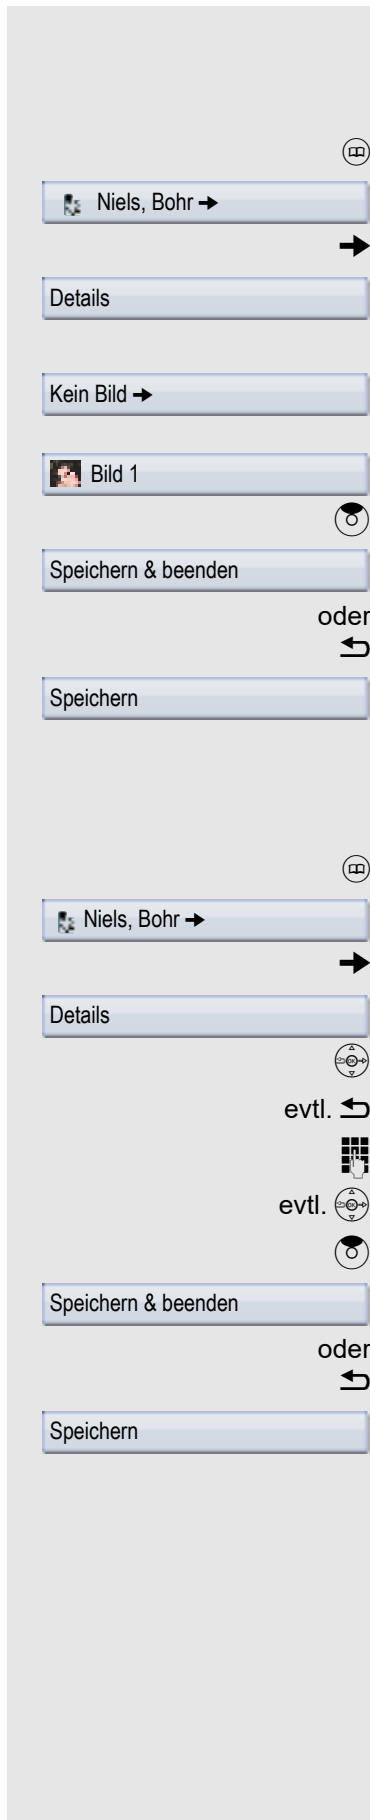 Niels, Bohr →
Details
Kein Bild →
Bild 1
Speichern & beenden
oder
Speichern
Niels, Bohr →
Details
evtl.
evtl.
Speichern & beenden
oder
Speichern